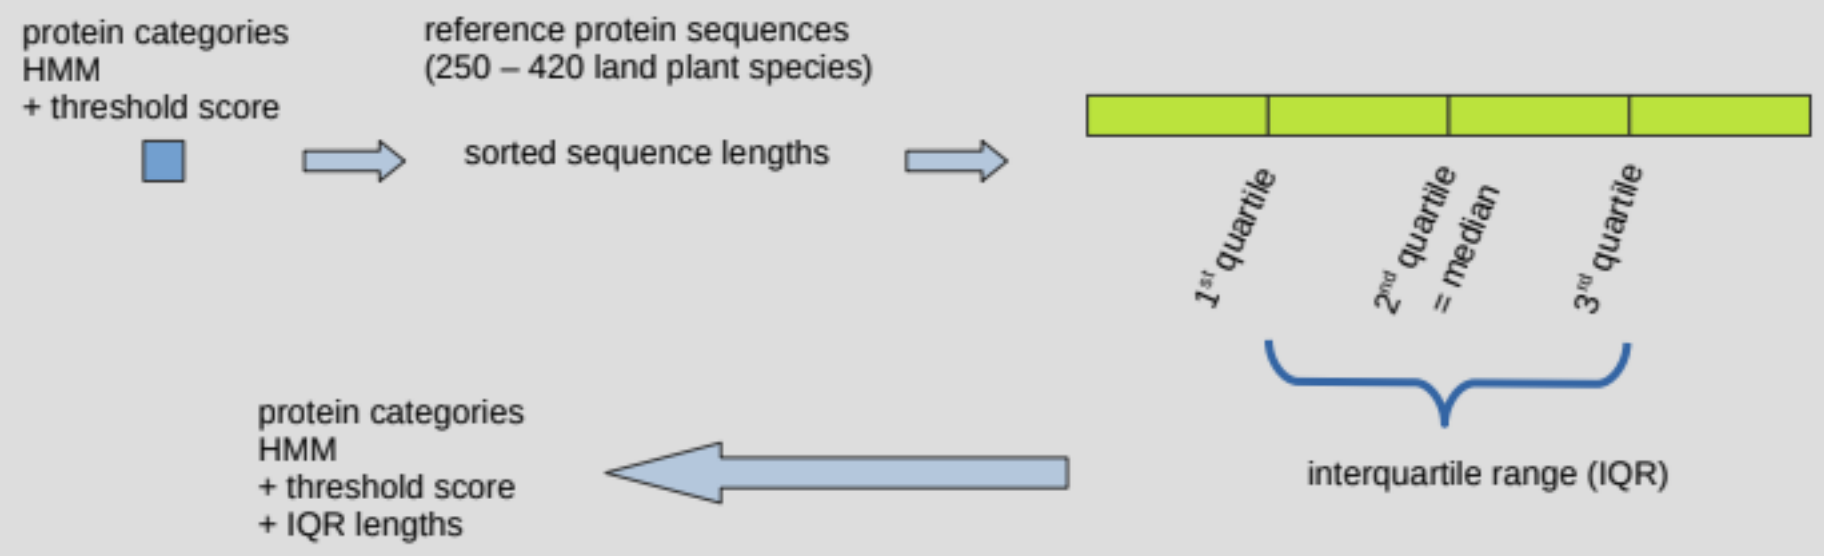 protein categories
HMM
+ threshold score
reference protein sequences
(250 – 420 land plant species)
sorted sequence lengths
1st quartile
2nd quartile
= median
3rd quartile
interquartile range (IQR)
protein categories
HMM
+ threshold score
+ IQR lengths